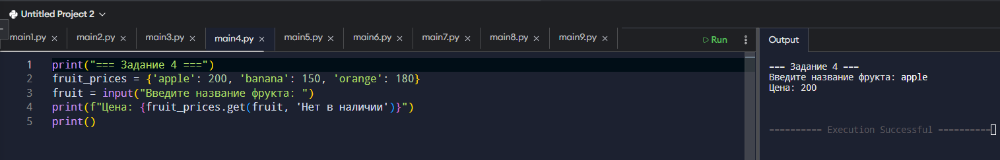 Untitled Project 2
main1.py × main2.py × main3.py × main4.py × main5.py × main6.py × main7.py × main8.py × main9.py ×
Run
Output
1 print("=== Задание 4 ===")
2 fruit_prices = {'apple': 200, 'banana': 150, 'orange': 180}
3 fruit = input("Введите название фрукта: ")
4 print(f"Цена: {fruit_prices.get(fruit, 'Нет в наличии')}")
5 print()
=== Задание 4 ===
Введите название фрукта: apple
Цена: 200
========== Execution Successful ==========